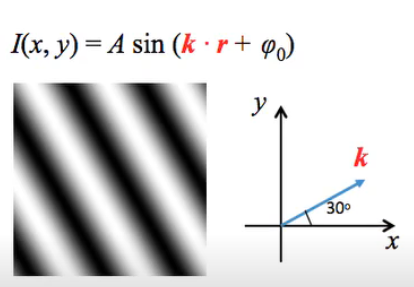 I(x, y) = A sin (k · r + φ₀)
y
k
30º
x